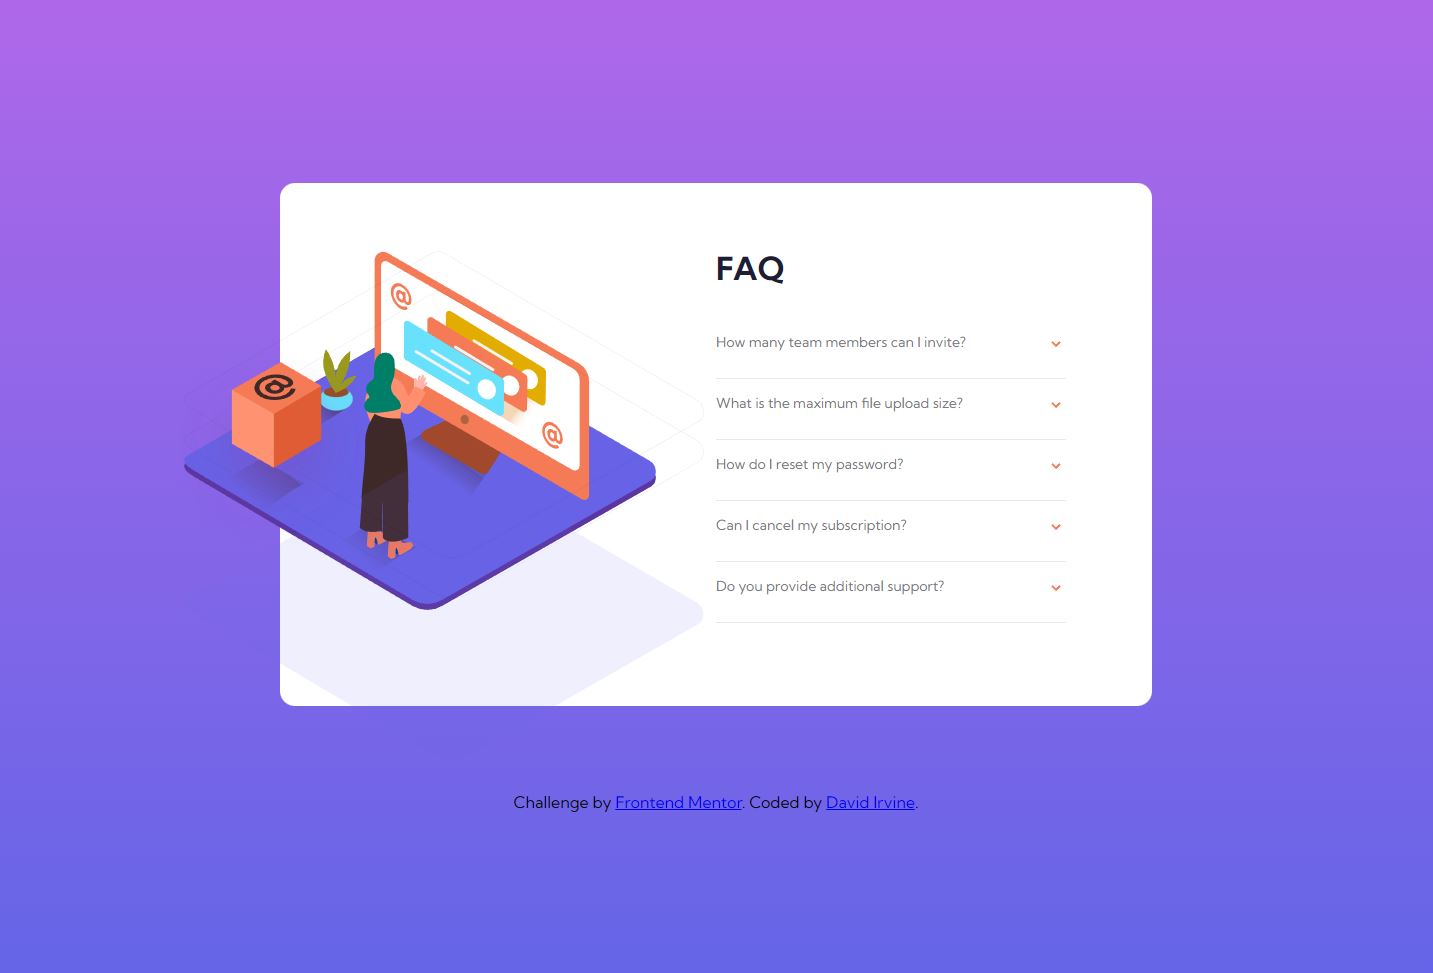 @
FAQ
@
How many team members can I invite?
@
What is the maximum file upload size?
@
How do I reset my password?
Can I cancel my subscription?
Do you provide additional support?
Challenge by Frontend Mentor. Coded by David Irvine.